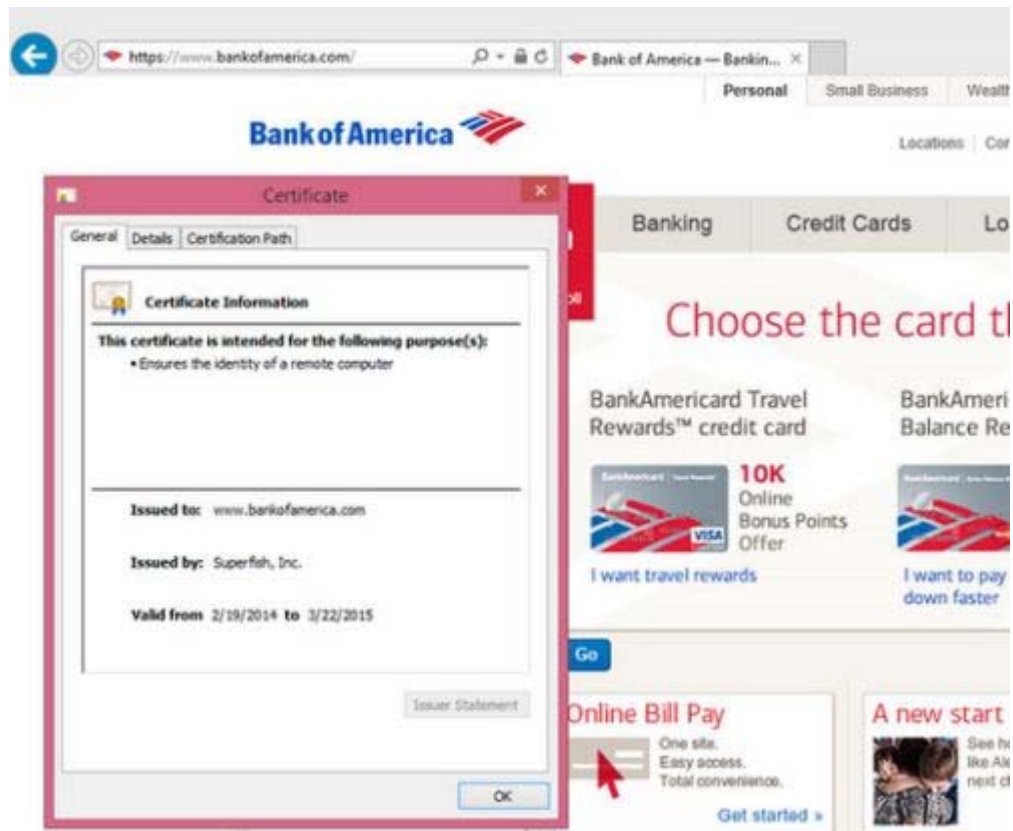 https://www.bankofamerica.com/
Bank of America — Bankin...
Personal Small Business
Bank of America
Locations
Certificate
General Details Certification Path
Banking Credit Cards
Certificate Information
This certificate is intended for the following purpose(s):
• Ensures the identity of a remote computer
Choose the card
BankAmericard Travel
Rewards™ credit card
Balance
10K
Online
Bonus Points
Offer
VISA
I want travel rewards
I want to pay
down faster
Issued to: www.bankofamerica.com
Issued by: Superfish, Inc.
Valid from 2/19/2014 to 3/22/2015
Go
Issuer Statement
OK
Online Bill Pay
One site.
Easy access.
Total convenience.
Get started »
A new start
See
like
next